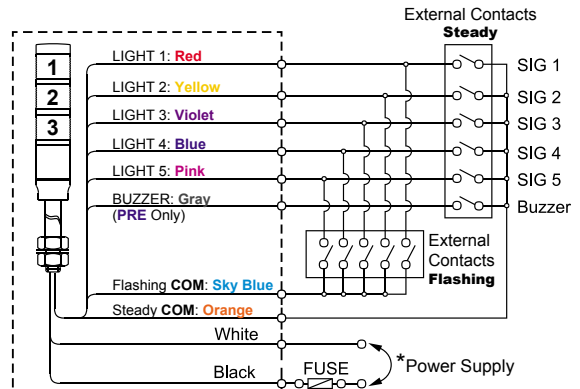 External Contacts
Steady
1
2
3
LIGHT 1: Red
SIG 1
LIGHT 2: Yellow
SIG 2
LIGHT 3: Violet
SIG 3
LIGHT 4: Blue
SIG 4
LIGHT 5: Pink
SIG 5
BUZZER: Gray
(PRE Only)
Buzzer
External
Contacts
Flashing
Flashing COM: Sky Blue
Steady COM: Orange
White
Black
FUSE
*Power Supply